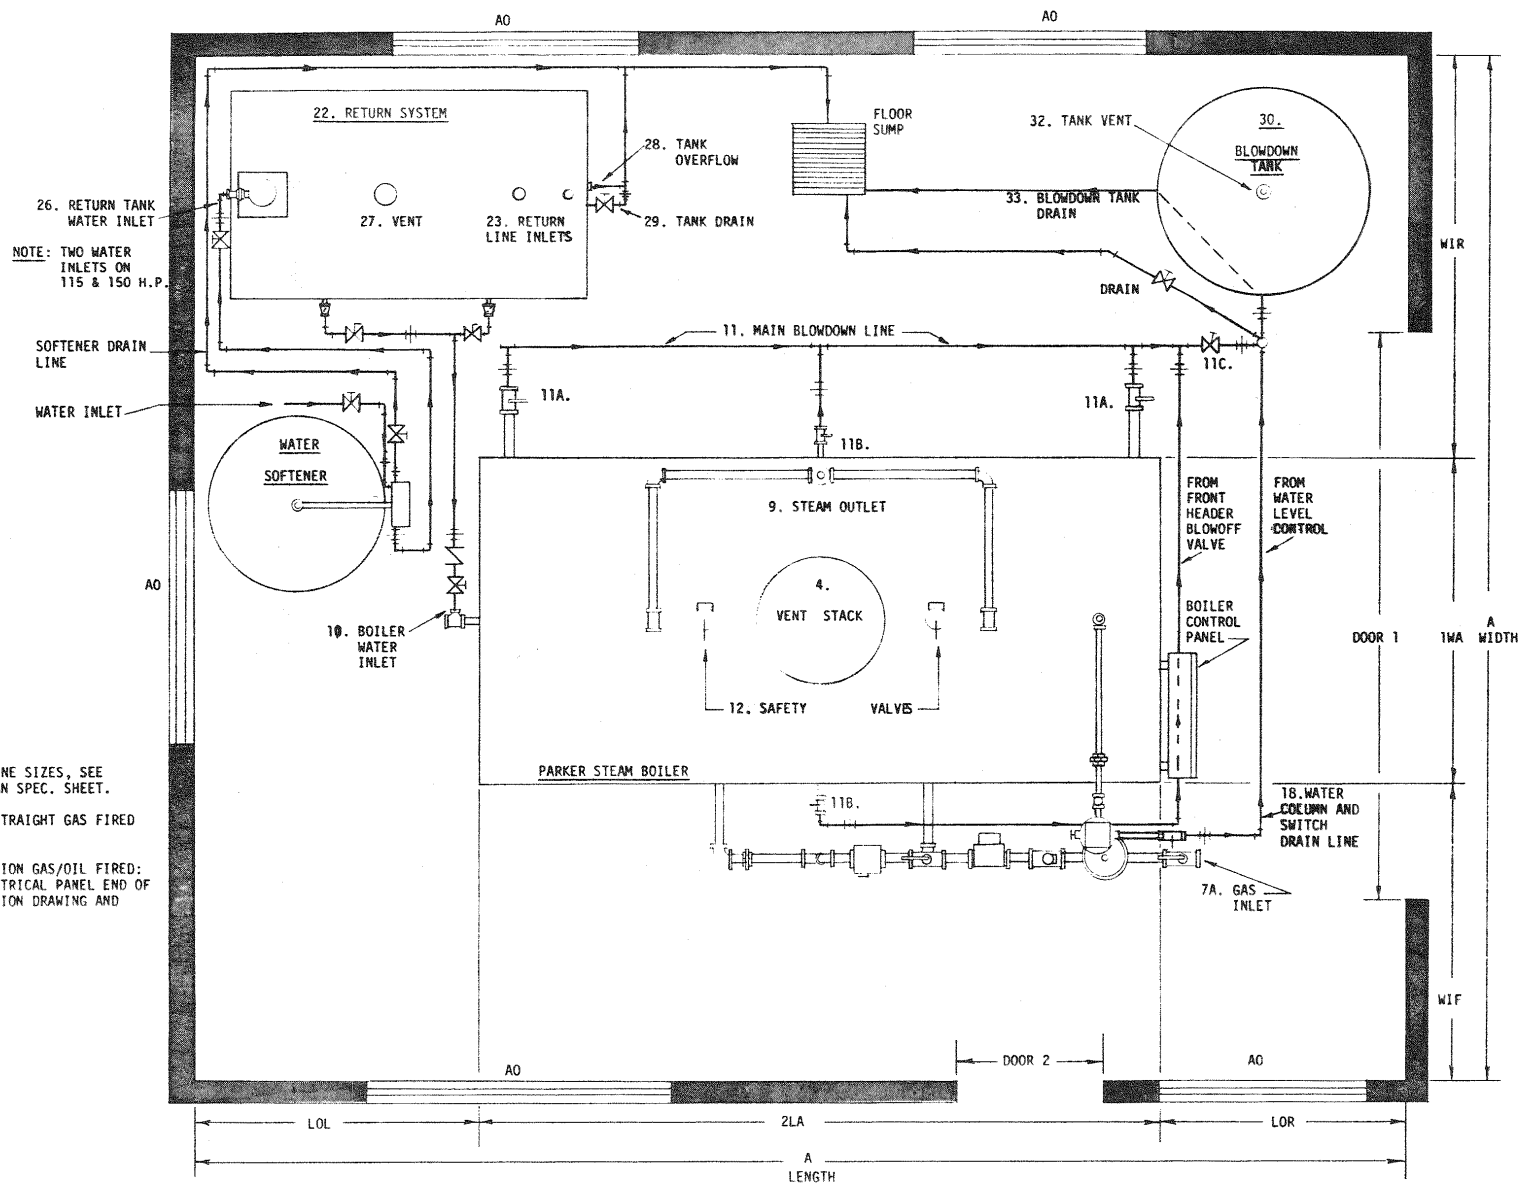 AO
AO
22. RETURN SYSTEM
FLOOR
SUMP
32. TANK VENT
30.
BLOWDOWN
TANK
28. TANK
OVERFLOW
26. RETURN TANK
WATER INLET
27. VENT
23. RETURN
LINE INLETS
29. TANK DRAIN
33. BLOWDOWN TANK
DRAIN
NOTE: TWO WATER
INLETS ON
115 & 150 H.P.
WIR
DRAIN
11. MAIN BLOWDOWN LINE
SOFTENER DRAIN
LINE
11C.
11A.
11A.
WATER INLET
11B.
WATER
SOFTENER
9. STEAM OUTLET
FROM
FRONT
HEADER
BLOWOFF
VALVE
FROM
WATER
LEVEL
CONTROL
AO
4.
VENT STACK
10. BOILER
WATER
INLET
BOILER
CONTROL
PANEL
DOOR 1
1WA
A
WIDTH
12. SAFETY
VALVES
PARKER STEAM BOILER
NE SIZES, SEE
N SPEC. SHEET.
TRAIGHT GAS FIRED
ION GAS/OIL FIRED:
TRICAL PANEL END OF
ION DRAWING AND
11B.
18.WATER
COLUMN AND
SWITCH
DRAIN LINE
7A. GAS
INLET
WIF
AO
DOOR 2
AO
LOL
2LA
LOR
A
LENGTH